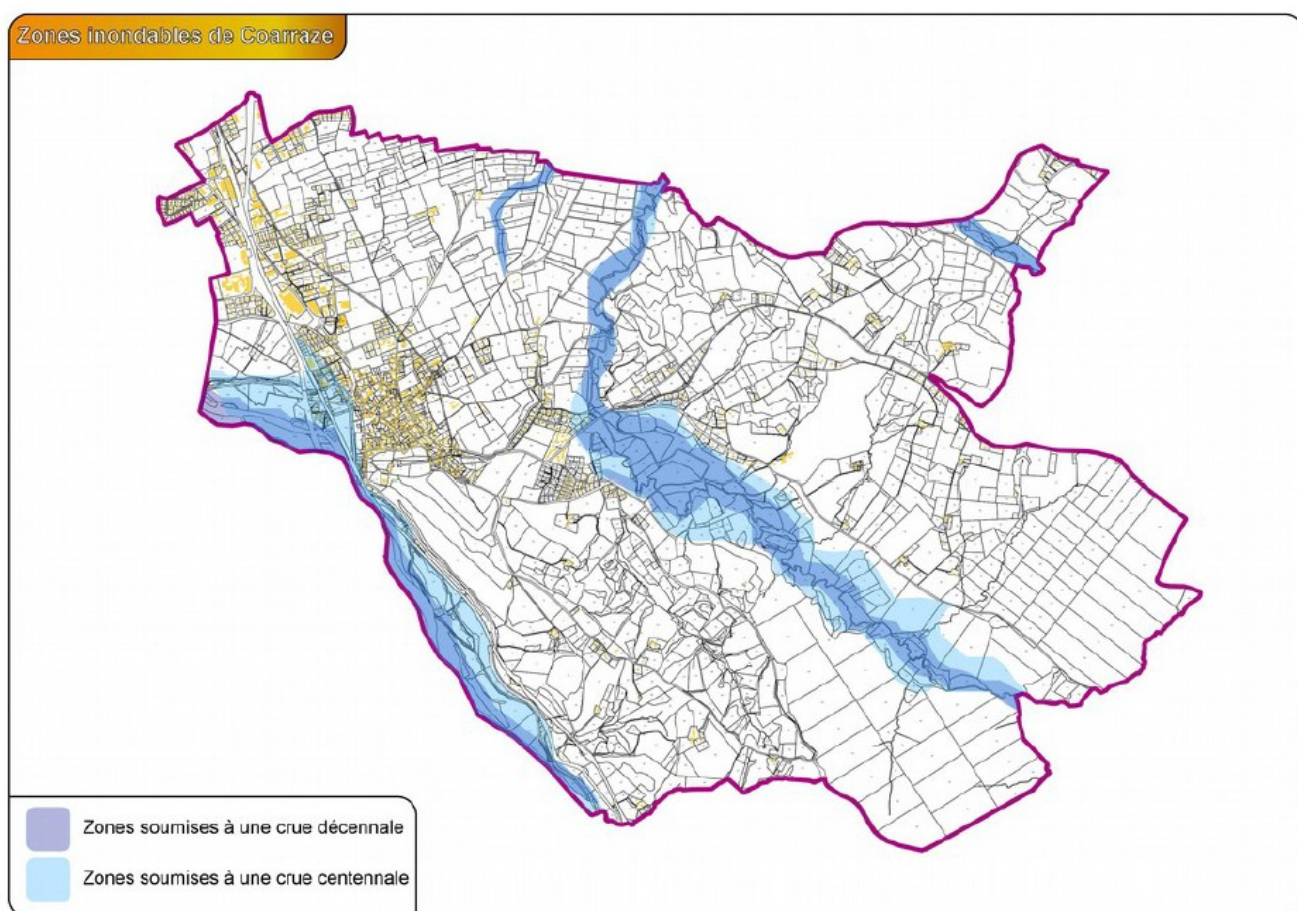 Zones inondables de Coarraze
Zones soumises à une crue décennale
Zones soumises à une crue centennale